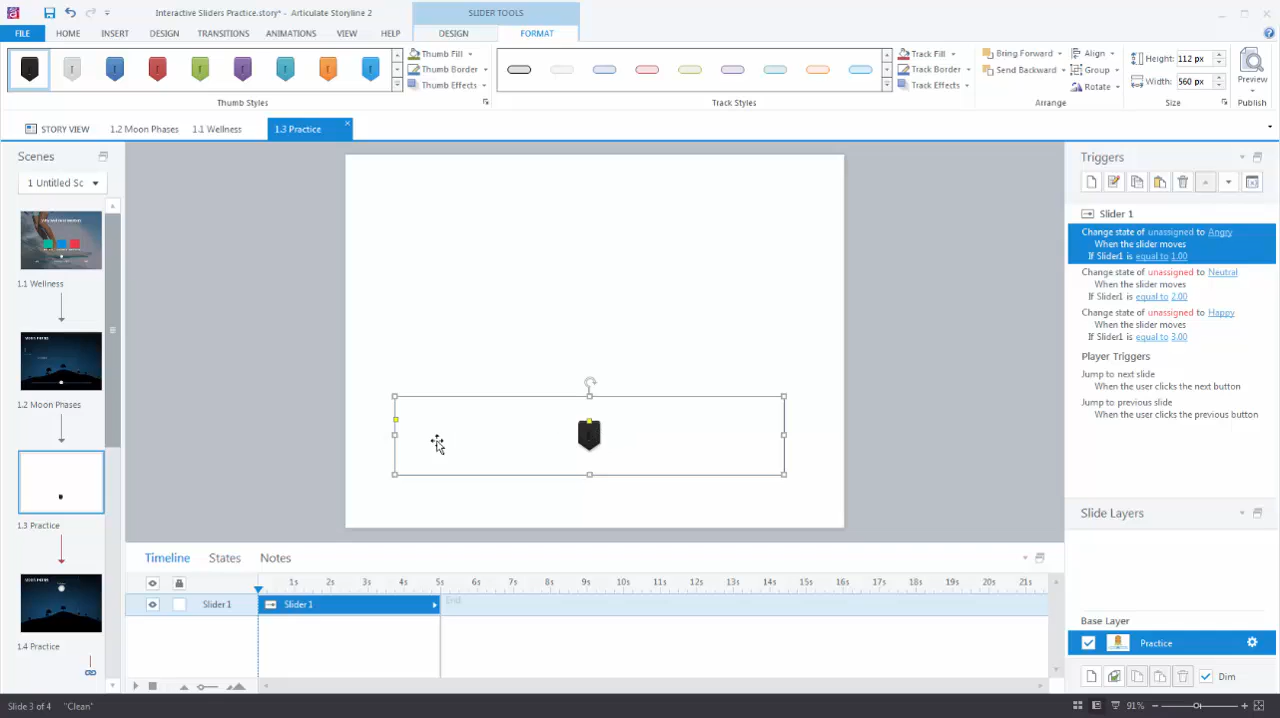 Interactive Sliders Practice.story* - Articulate Storyline 2
SLIDER TOOLS
FILE HOME INSERT DESIGN TRANSITIONS ANIMATIONS VIEW HELP DESIGN FORMAT
Thumb Fill
Thumb Border
Thumb Effects
Thumb Styles
Track Fill
Track Border
Track Effects
Track Styles
Bring Forward
Send Backward
Align
Group
Rotate
Arrange
Height: 112 px
Width: 560 px
Size
Preview
Publish
STORY VIEW 1.2 Moon Phases 1.1 Wellness 1.3 Practice
Scenes
1 Untitled Sc
1.1 Wellness
1.2 Moon Phases
1.3 Practice
1.4 Practice
Triggers
Slider 1
Change state of unassigned to Angry
When the slider moves
If Slider1 is equal to 1.00
Change state of unassigned to Neutral
When the slider moves
If Slider1 is equal to 2.00
Change state of unassigned to Happy
When the slider moves
If Slider1 is equal to 3.00
Player Triggers
Jump to next slide
When the user clicks the next button
Jump to previous slide
When the user clicks the previous button
Slide Layers
Base Layer
Practice
Dim
Timeline States Notes
1s 2s 3s 4s 5s 6s 7s 8s 9s 10s 11s 12s 13s 14s 15s 16s 17s 18s 19s 20s 21s
Slider1 Slider1 End
Slide 3 of 4 "Clean" 91%